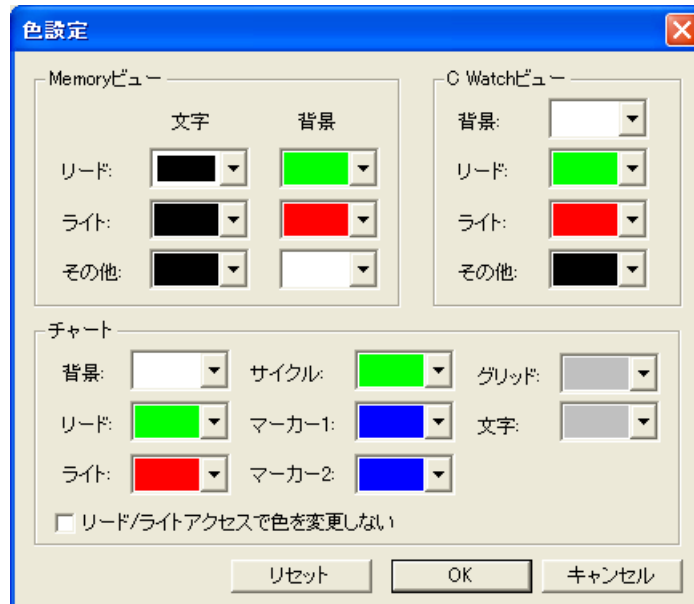 色設定
Memoryビュー
文字 背景
リード:
ライト:
その他:
C Watchビュー
背景:
リード:
ライト:
その他:
チャート
背景: サイクル: グリッド:
リード: マーカー1: 文字:
ライト: マーカー2:
リード/ライトアクセスで色を変更しない
リセット OK キャンセル